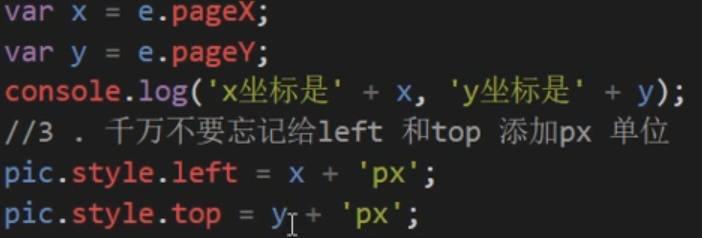 var x = e.pageX;
var y = e.pageY;
console.log('x坐标是' + x, 'y坐标是' + y);
//3 . 千万不要忘记给left 和top 添加px 单位
pic.style.left = x + 'px';
pic.style.top = y + 'px';